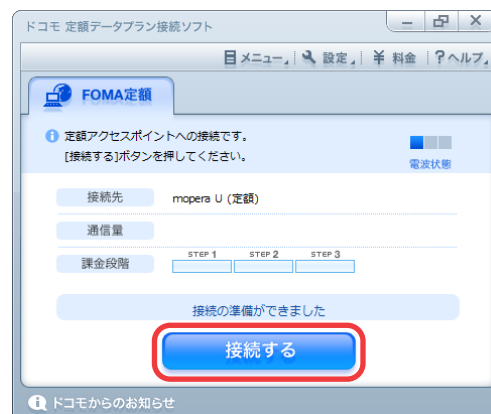 ドコモ 定額データプラン接続ソフト
メニュー 設定 ¥ 料金 ? ヘルプ
FOMA定額
定額アクセスポイントへの接続です。
[接続する]ボタンを押してください。
電波状態
接続先 mopera U (定額)
通信量
STEP 1 STEP 2 STEP 3
課金段階
接続の準備ができました
接続する
ドコモからのお知らせ